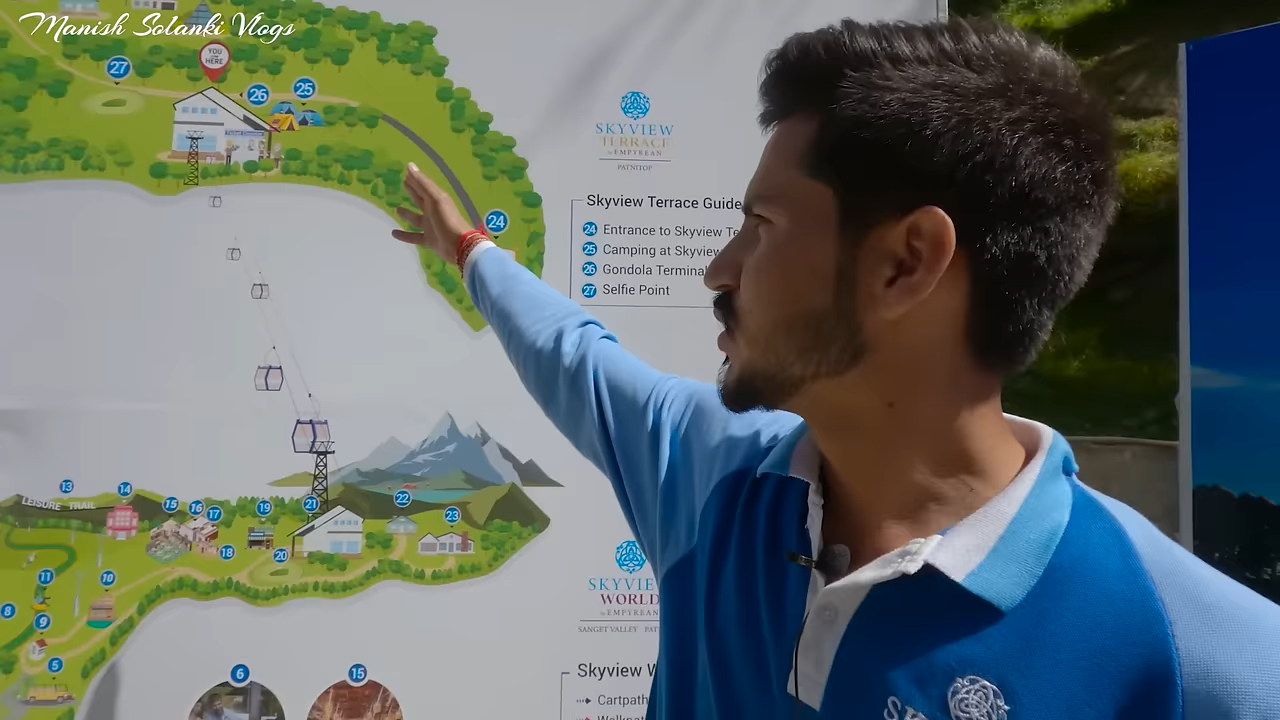 Manish Solanki Vlogs
YOU
HERE
27
26
25
24
SKYVIEW
TERRACE
by EMPYREAN
PATNITOP
Skyview Terrace Guide
24 Entrance to Skyview Te
25 Camping at Skyview
26 Gondola Terminal
27 Selfie Point
13
14
15
16
17
18
19
20
21
22
23
LEISURE TRAIL
11
10
8
9
5
SKYVIEW
WORLD
by EMPYREAN
SANGET VALLEY PAT
6
15
Skyview W
Cartpath